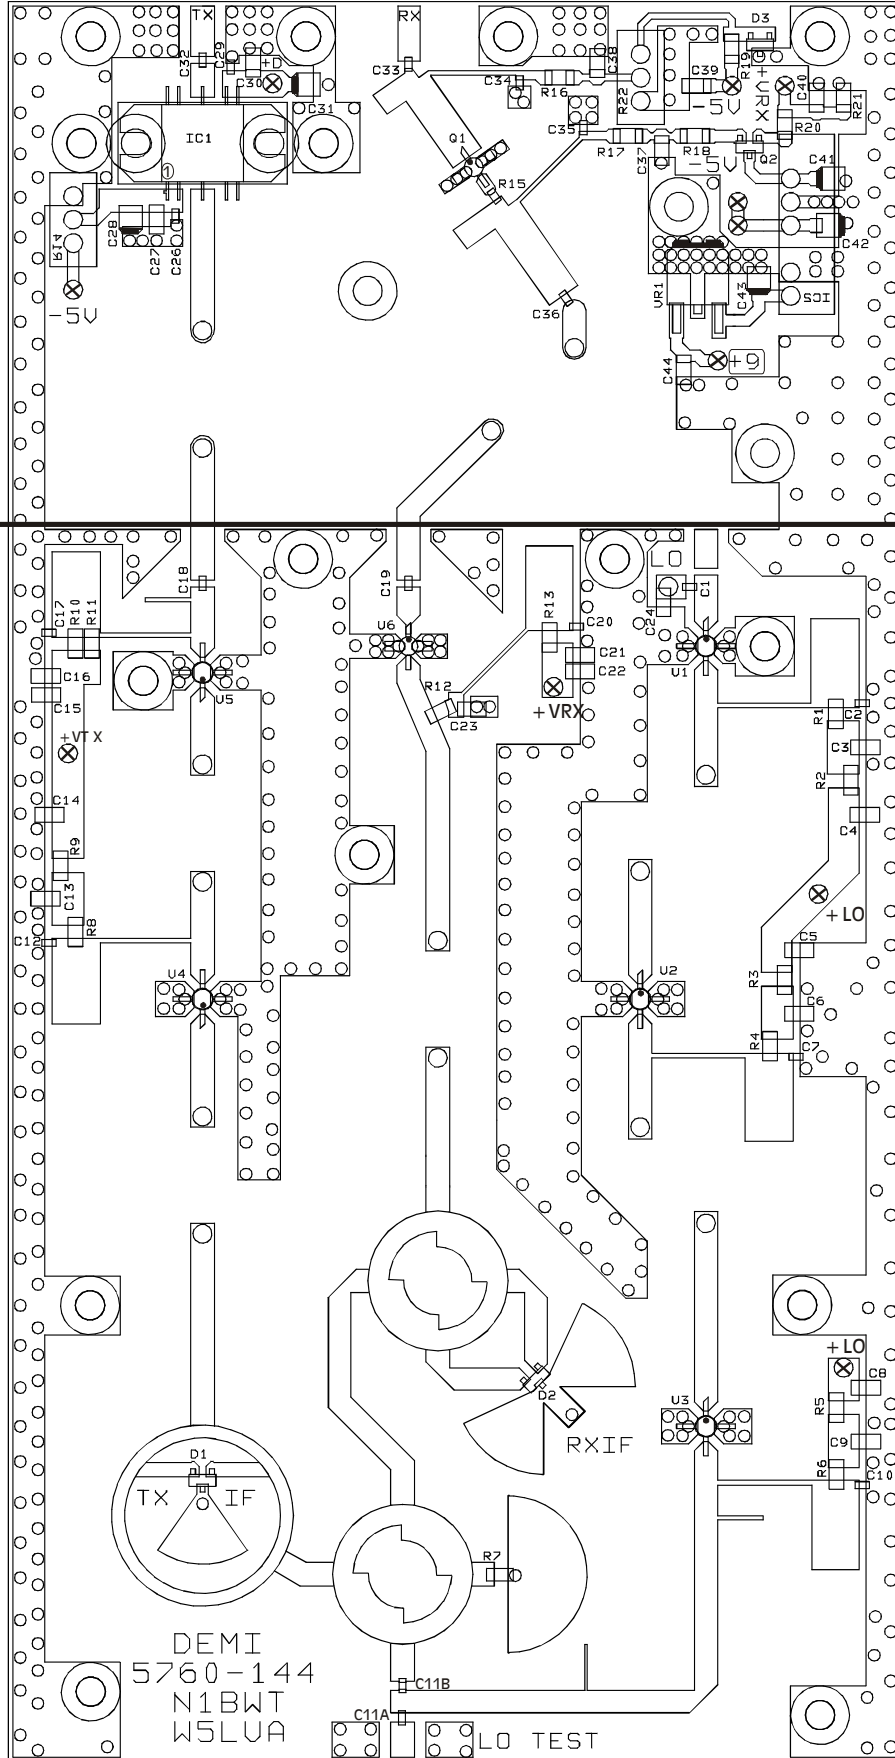 TX
RX
D3
C32
C29
+D
C30
C31
C33
C34
R16
C38
R22
C39
-5V
R19
+VRX
C40
R21
IC1
1
Q1
R15
C35
R17
C37
R18
-5V
Q2
R20
C41
C42
R14
C28
C27
C26
-5V
C36
VR1
C43
+9
C44
C18
C19
LO
C1
C24
C17
R10
R11
U6
R13
C20
C21
C22
U1
C16
C15
U5
R12
C23
+VRX
R1
C2
C3
R2
C4
+VTX
C14
R9
C13
R8
C12
+LO
C5
R3
C6
R4
C7
U4
U2
+LO
C8
R5
C9
R6
C10
D2
RXIF
U3
D1
TX IF
R7
DEMI
5760-144
N1BWT
W5LUA
C11B
C11A
LO TEST